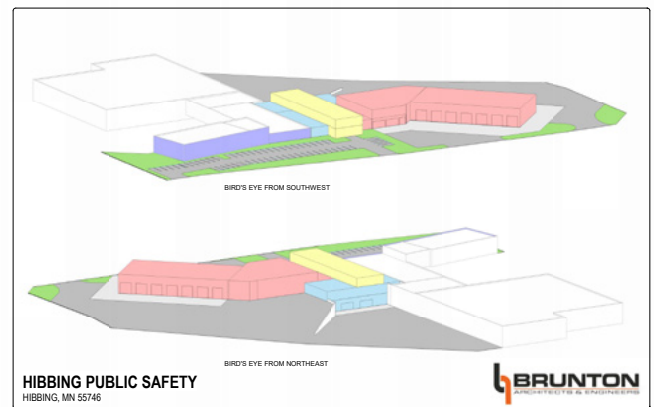 BIRD'S EYE FROM SOUTHWEST
BIRD'S EYE FROM NORTHEAST
HIBBING PUBLIC SAFETY
HIBBING, MN 55746
BRUNTON
ARCHITECTS & ENGINEERS